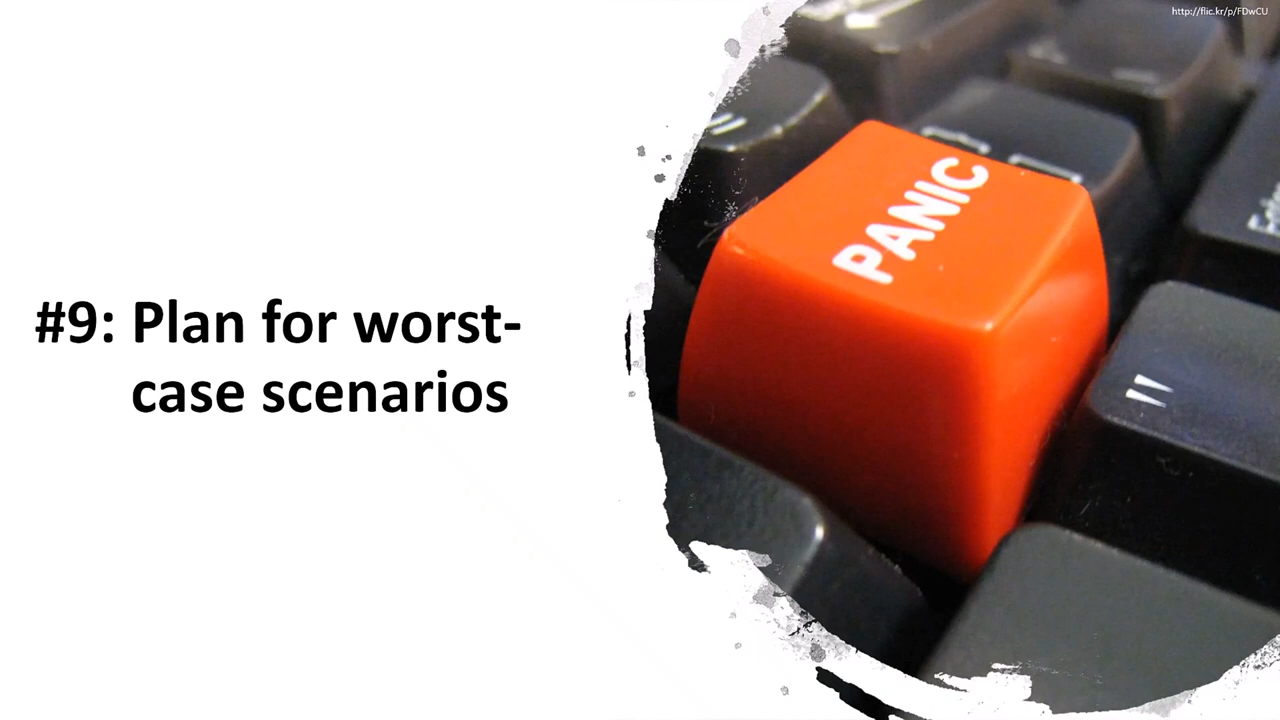 http://flic.kr/p/FDwCU
#9: Plan for worst-
case scenarios
PANIC
"